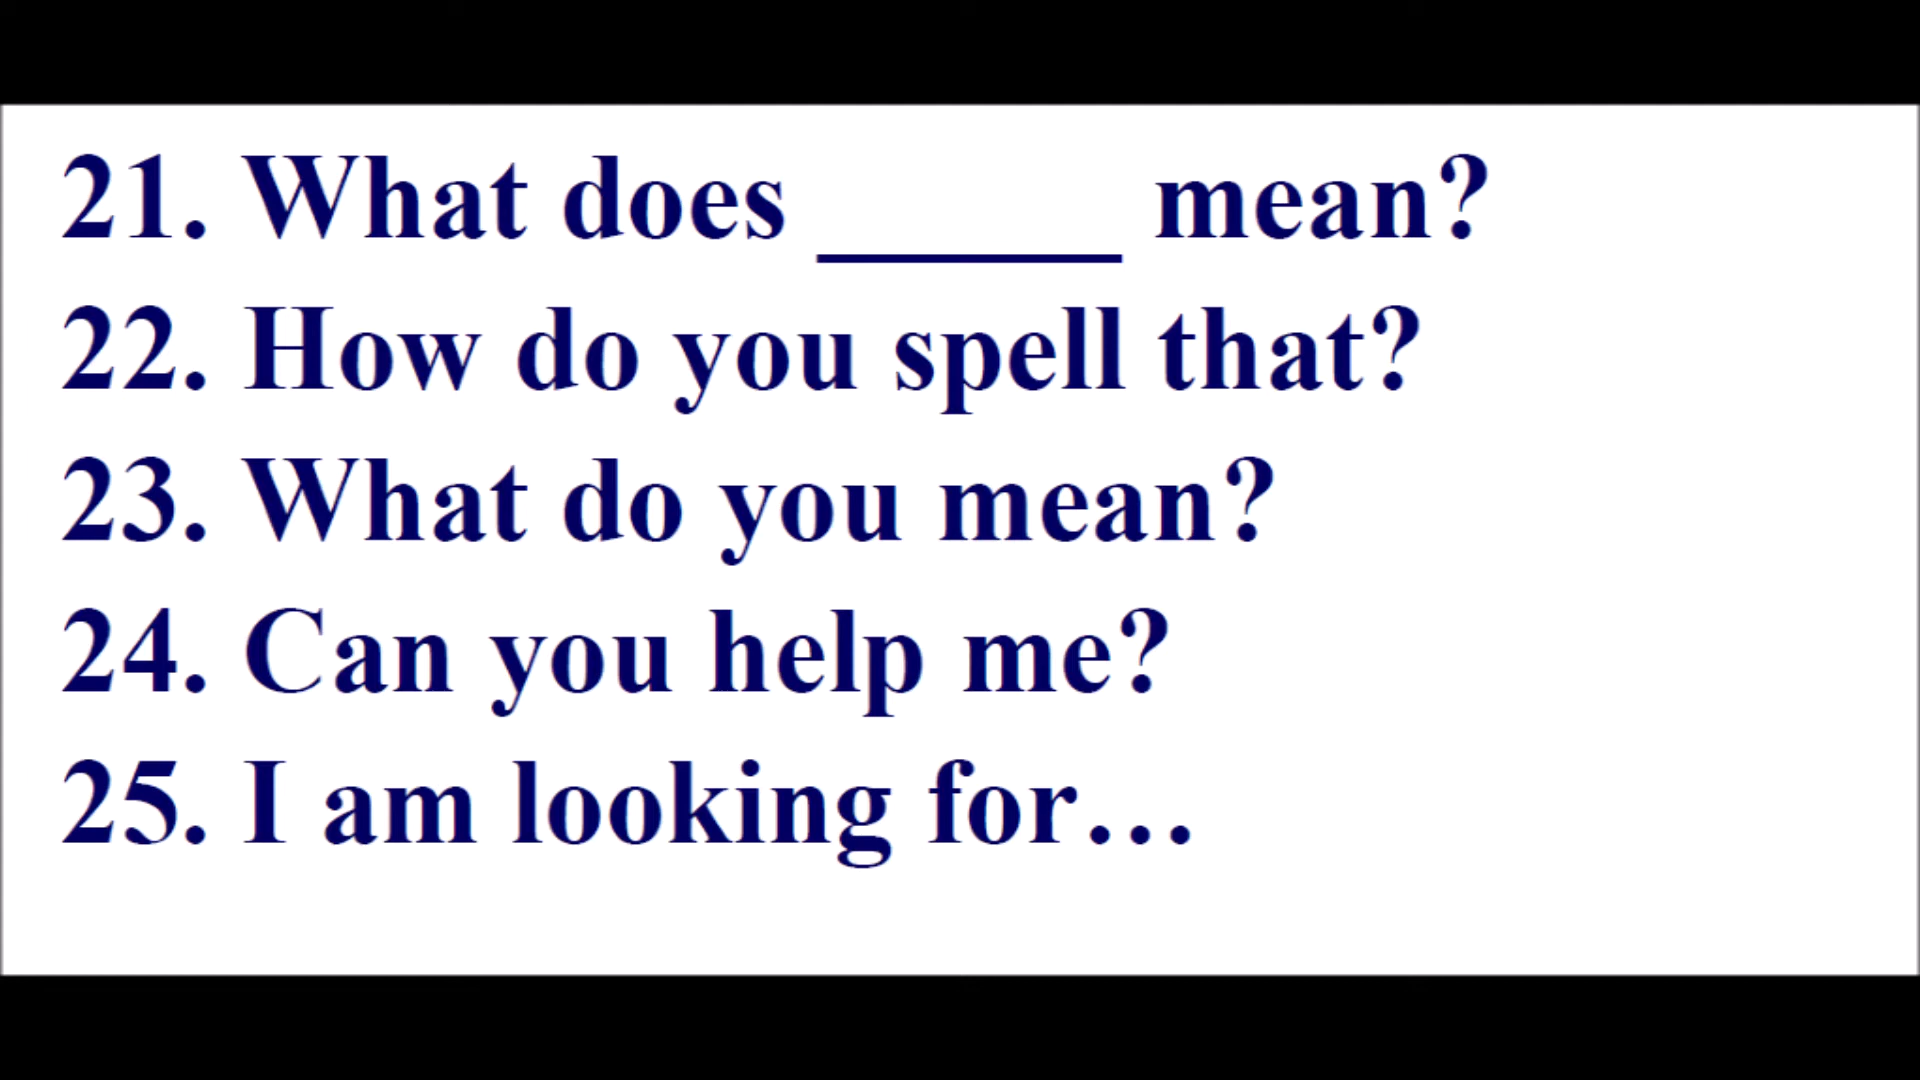 21. What does ______ mean?
22. How do you spell that?
23. What do you mean?
24. Can you help me?
25. I am looking for…